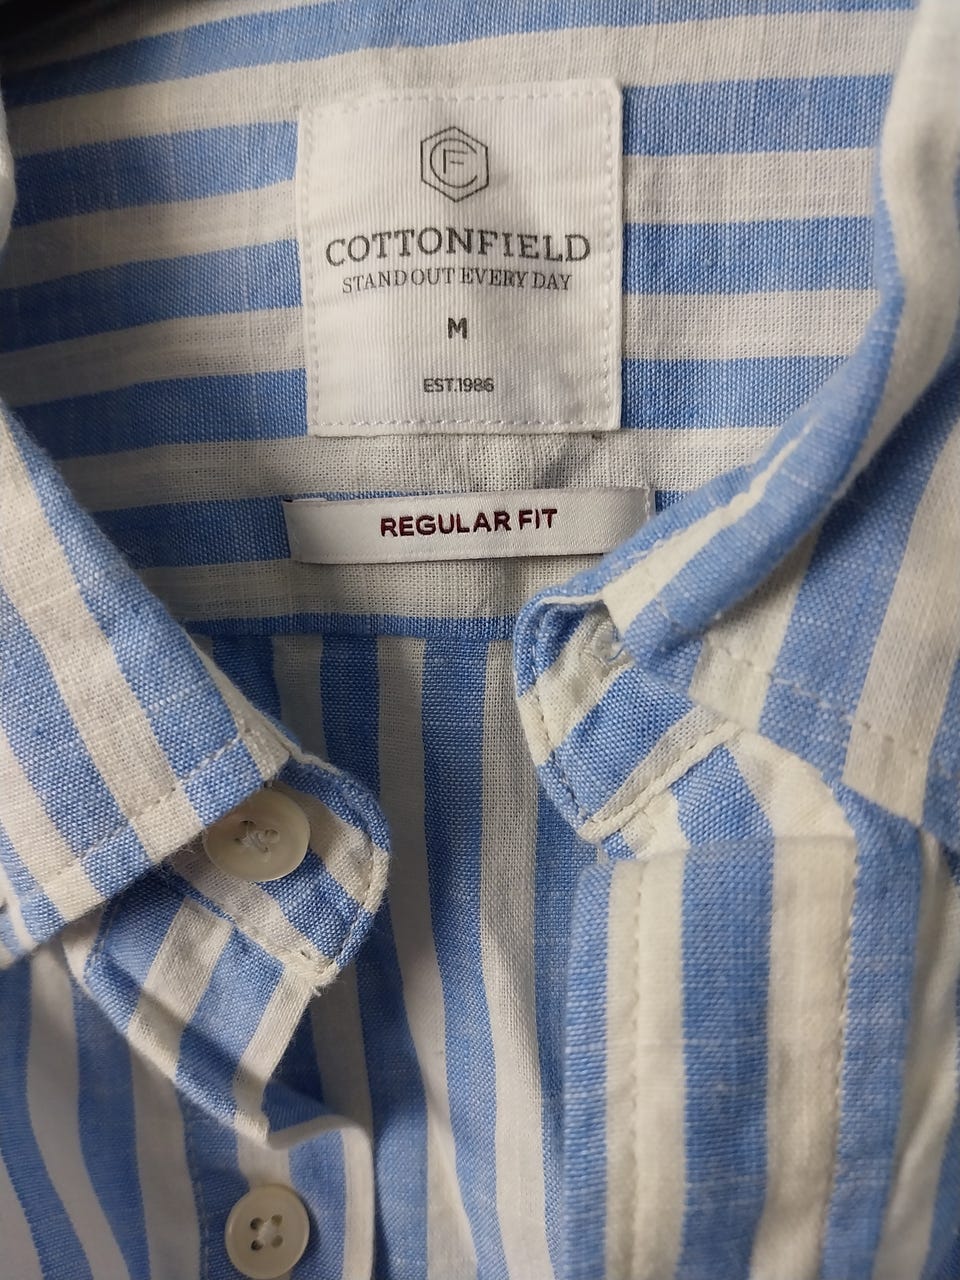 CF
COTTONFIELD
STAND OUT EVERY DAY
M
EST.1986
REGULAR FIT